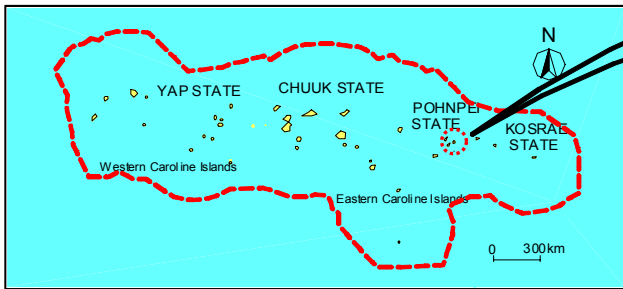 N
YAP STATE
CHUUK STATE
POHNPEI
STATE
KOSRAE
STATE
Western Caroline Islands
Eastern Caroline Islands
0 300km